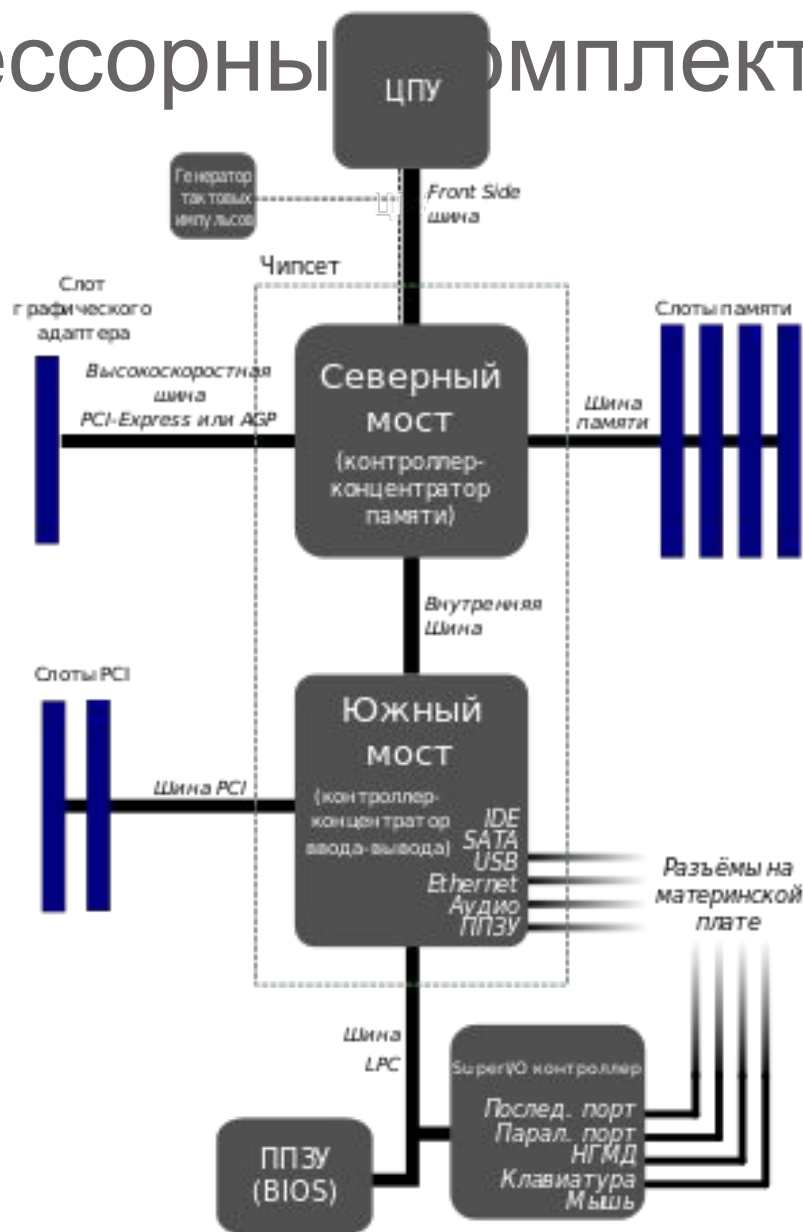 ессорны омплект
ЦПУ
Генератор
тактовых
импульсов
Front Side
шина
Чипсет
Слот
графического
адаптера
Слоты памяти
Высокоскоростная
шина
PCI-Express или AGP
Северный
мост
(контроллер-
концентратор
памяти)
Шина
памяти
Внутренняя
Шина
Слоты PCI
Шина PCI
Южный
мост
(контроллер-
концентратор
ввода-вывода)
IDE
SATA
USB
Ethernet
Аудио
ППЗУ
Разъёмы на
материнской
плате
Шина
LPC
SuperI/O контроллер
Послед. порт
Парал. порт
НГМД
Клавиатура
Мышь
ППЗУ
(BIOS)